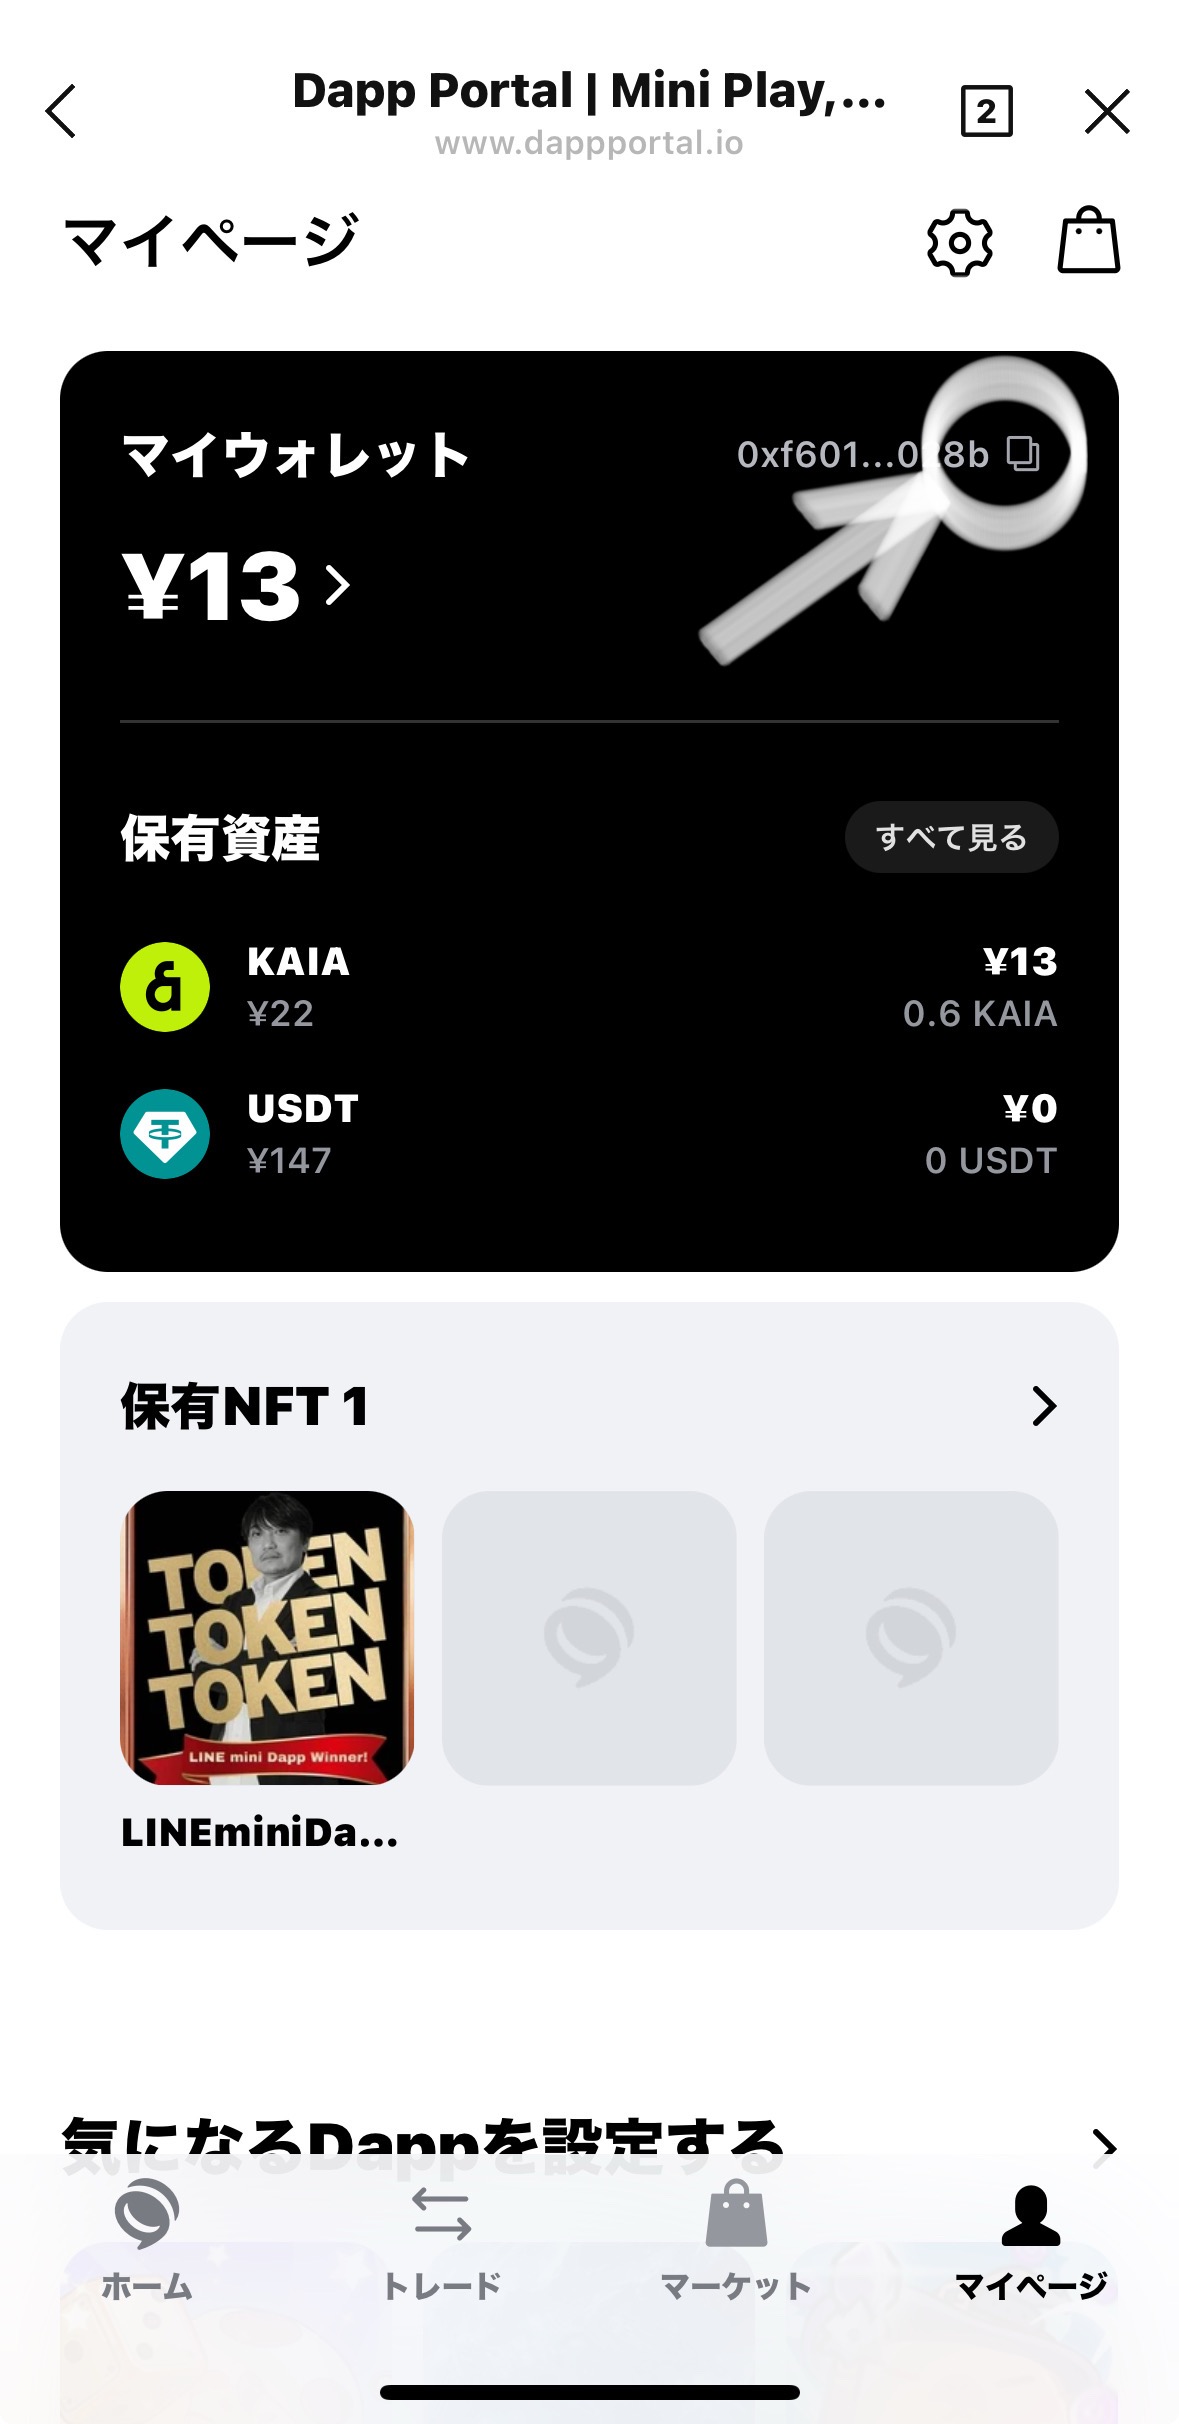 Dapp Portal | Mini Play,...
www.dappportal.io
2
マイページ
マイウォレット
0xf601...028b
¥13
保有資産
すべて見る
KAIA
¥13
¥22
0.6 KAIA
USDT
¥0
¥147
0 USDT
保有NFT 1
TOKEN
TOKEN
TOKEN
LINE mini Dapp Winner!
LINEminiDa...
気になるDappを設定する
ホーム
トレード
マーケット
マイページ